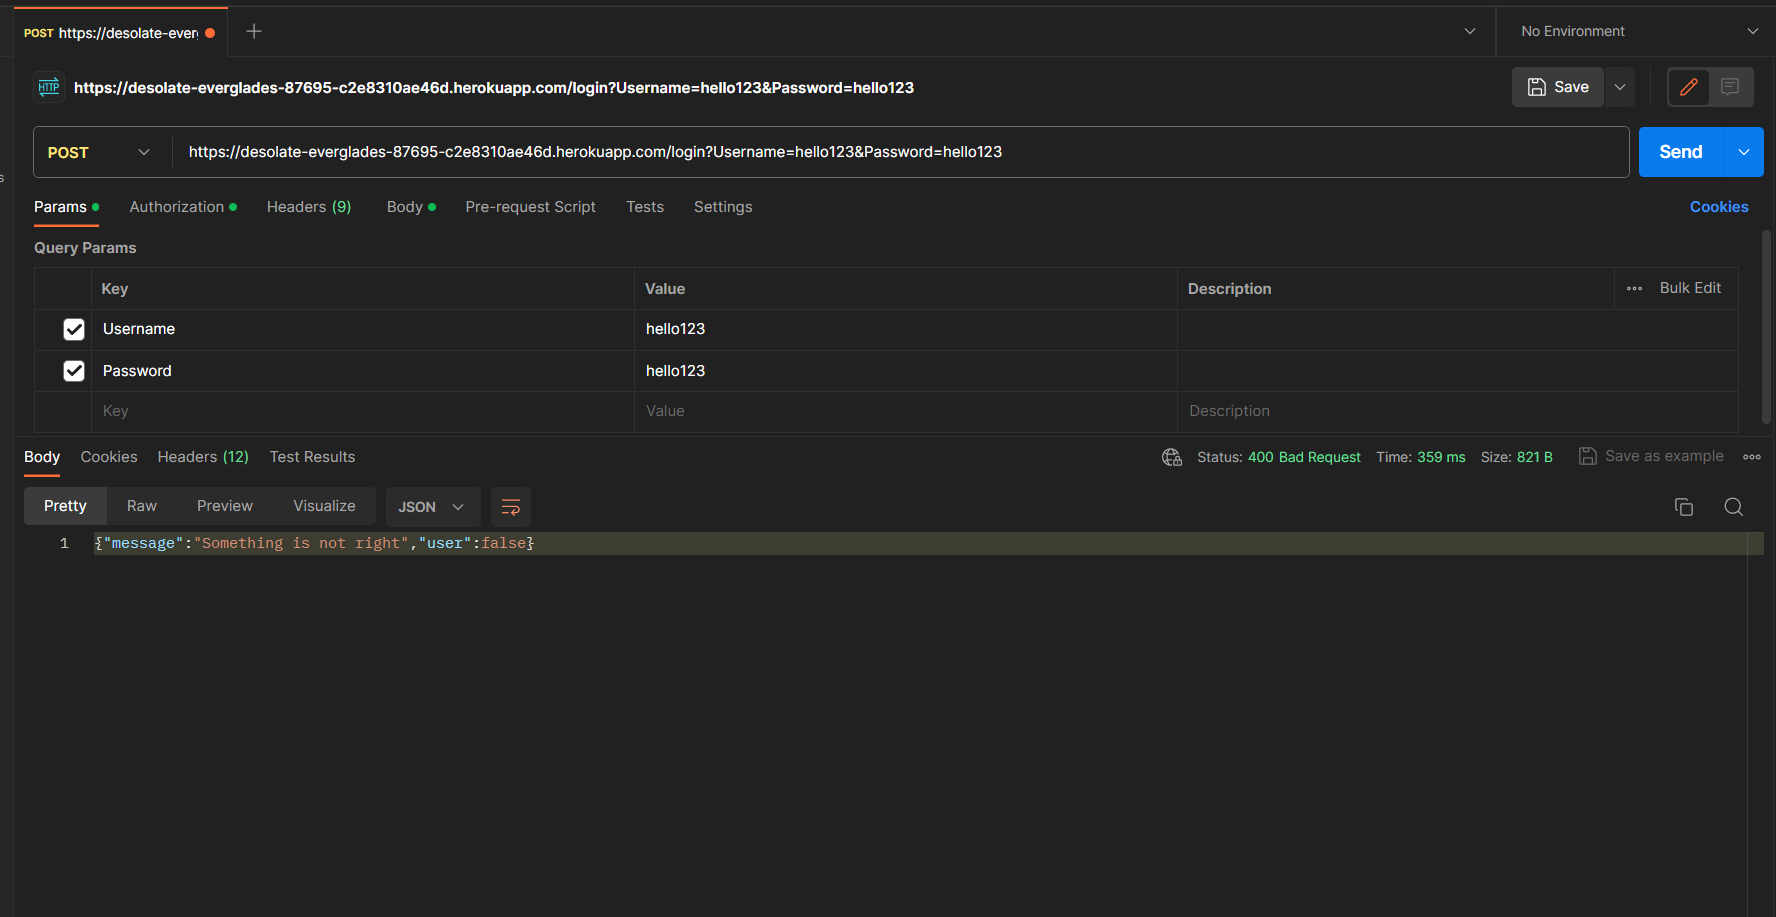 POST https://desolate-ever
No Environment
HTTP https://desolate-everglades-87695-c2e8310ae46d.herokuapp.com/login?Username=hello123&Password=hello123
Save
POST https://desolate-everglades-87695-c2e8310ae46d.herokuapp.com/login?Username=hello123&Password=hello123
Send
s
Params Authorization Headers (9) Body Pre-request Script Tests Settings Cookies
Query Params
Key Value Description Bulk Edit
Username hello123
Password hello123
Key Value Description
Body Cookies Headers (12) Test Results Status: 400 Bad Request Time: 359 ms Size: 821 B Save as example
Pretty Raw Preview Visualize JSON
1 {"message":"Something is not right","user":false}